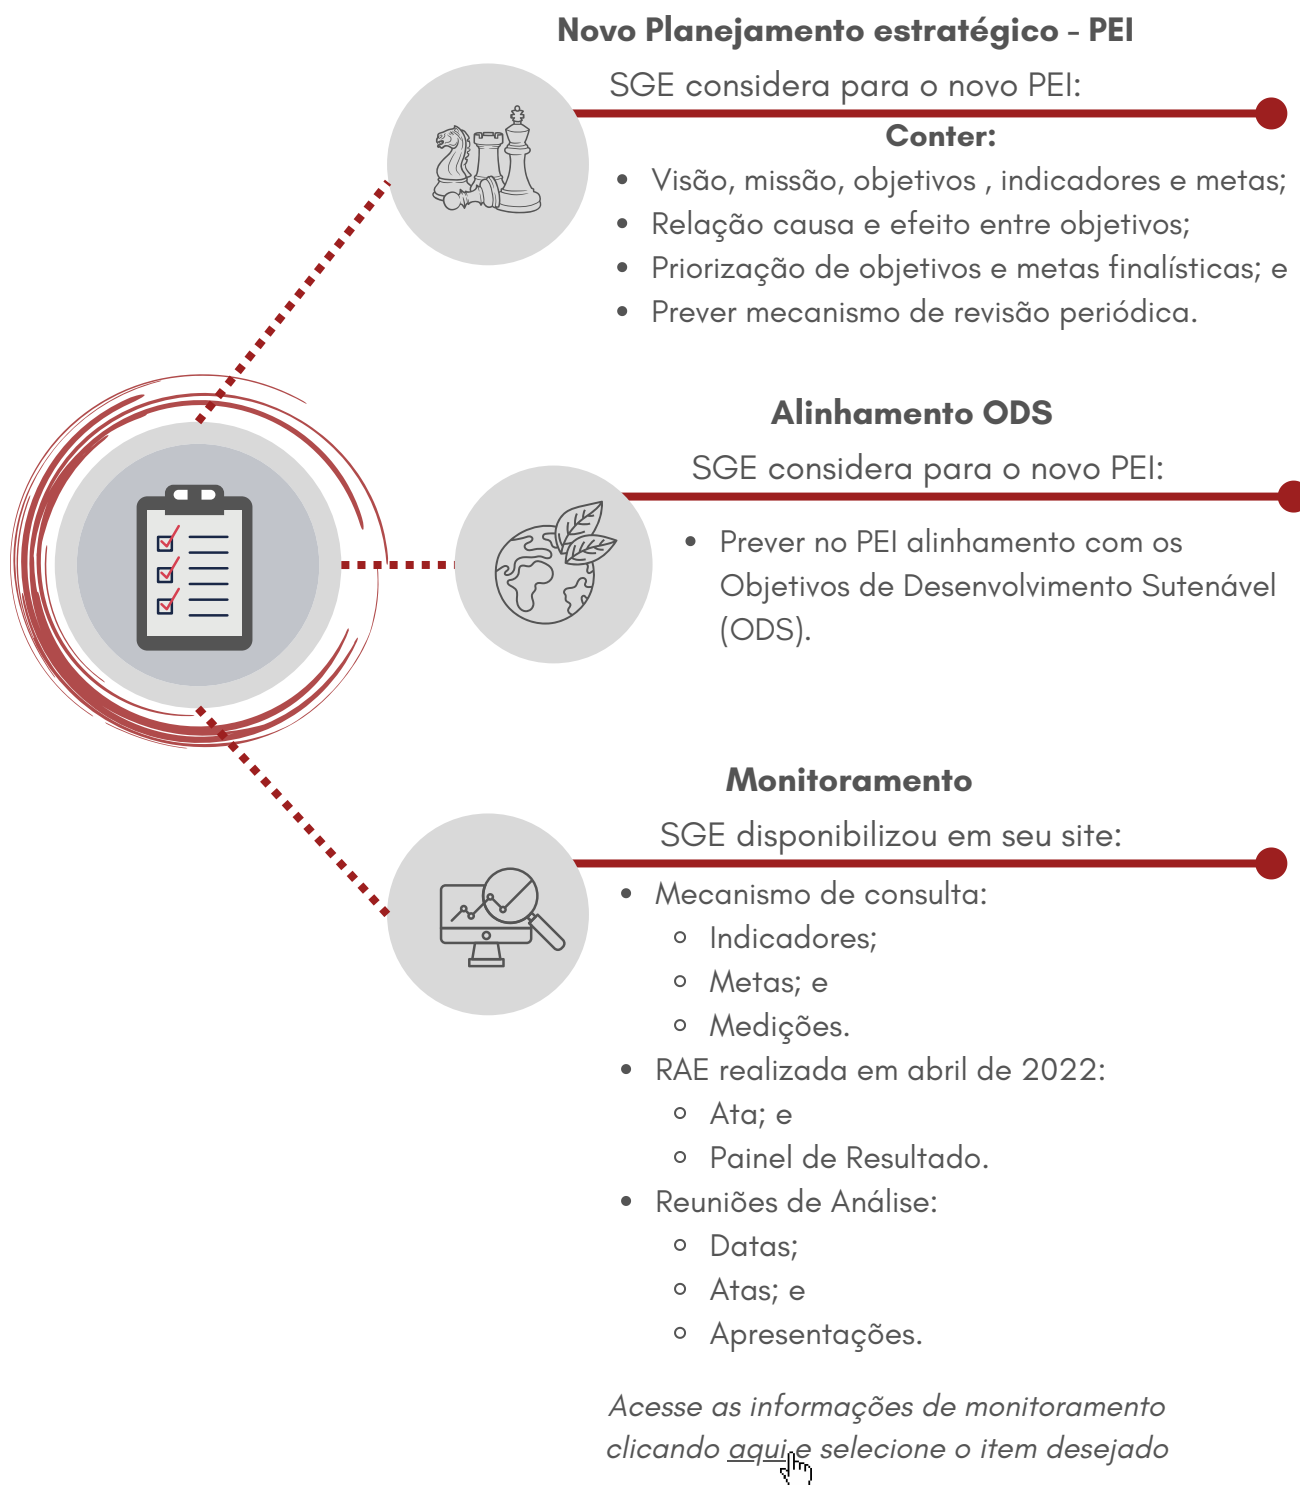 Novo Planejamento estratégico - PEI
SGE considera para o novo PEI:
Conter:
• Visão, missão, objetivos , indicadores e metas;
• Relação causa e efeito entre objetivos;
• Priorização de objetivos e metas finalísticas; e
• Prever mecanismo de revisão periódica.
Alinhamento ODS
SGE considera para o novo PEI:
• Prever no PEI alinhamento com os
Objetivos de Desenvolvimento Sutenável
(ODS).
Monitoramento
SGE disponibilizou em seu site:
• Mecanismo de consulta:
◦ Indicadores;
◦ Metas; e
◦ Medições.
• RAE realizada em abril de 2022:
◦ Ata; e
◦ Painel de Resultado.
• Reuniões de Análise:
◦ Datas;
◦ Atas; e
◦ Apresentações.
Acesse as informações de monitoramento
clicando aqui e selecione o item desejado